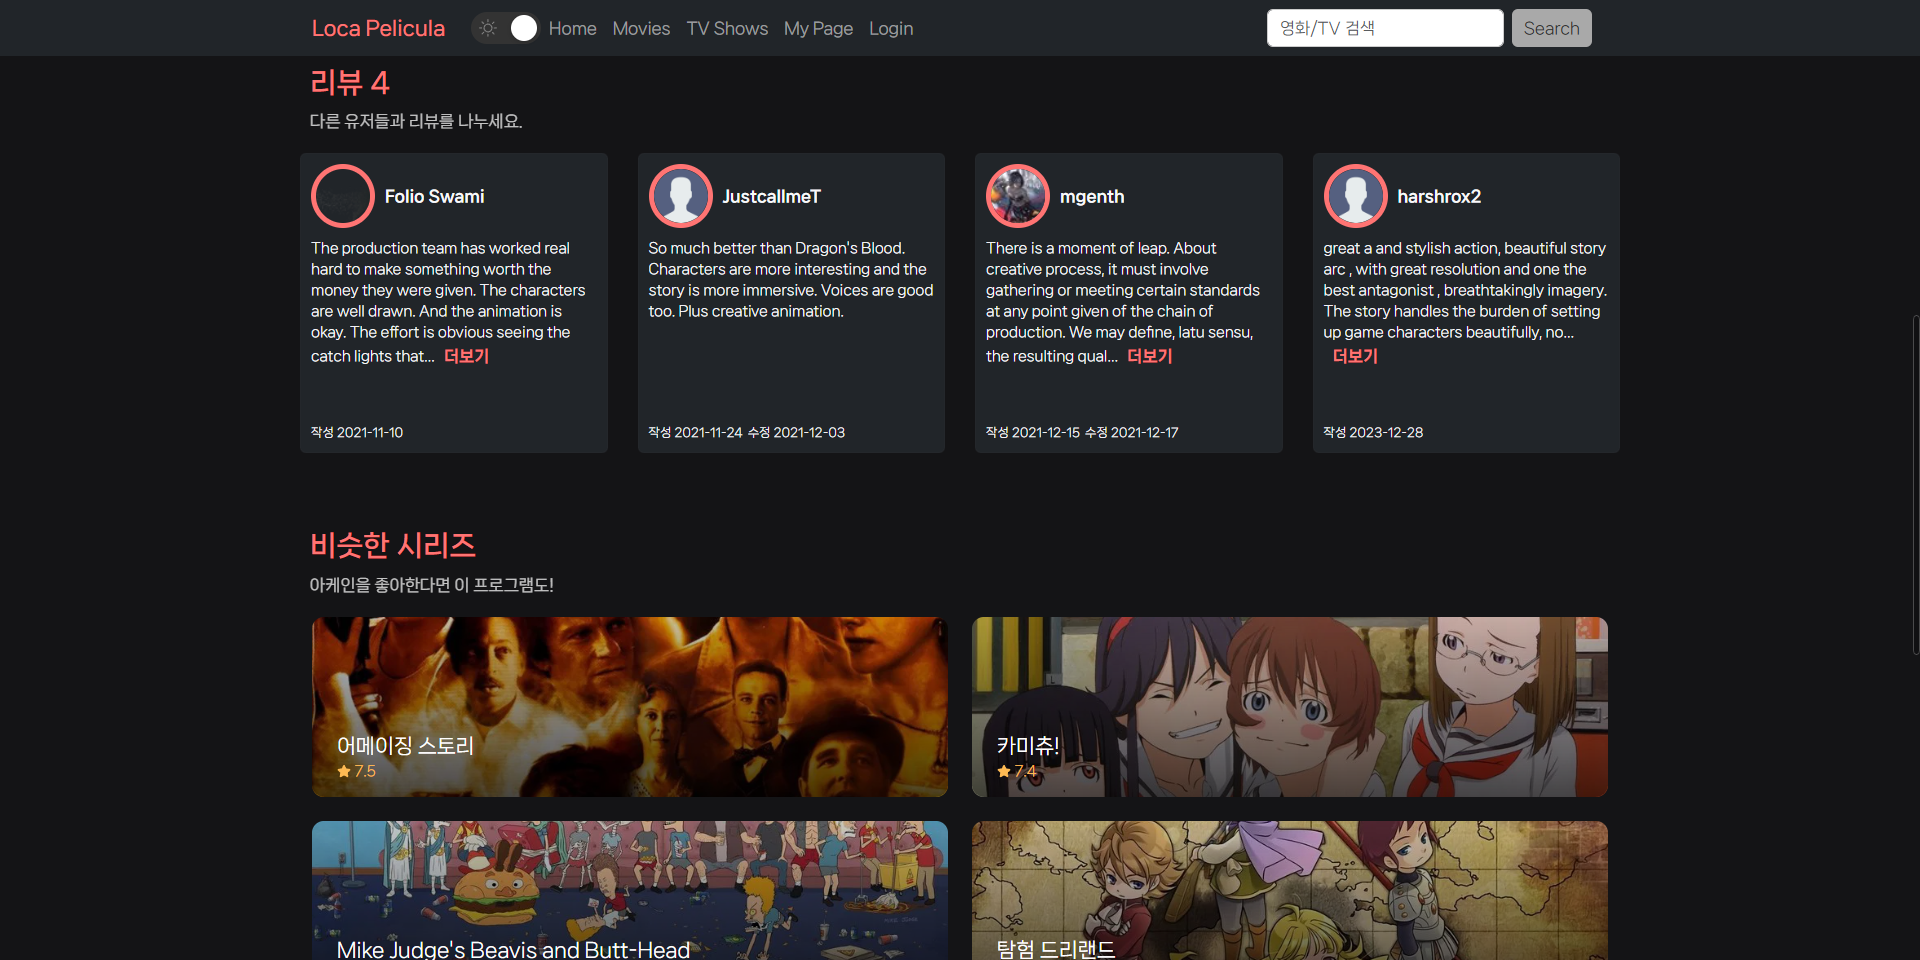 Loca Pelicula
Home Movies TV Shows My Page Login
영화/TV 검색
Search
리뷰 4
다른 유저들과 리뷰를 나누세요.
Folio Swami
The production team has worked real
hard to make something worth the
money they were given. The characters
are well drawn. And the animation is
okay. The effort is obvious seeing the
catch lights that... 더보기
작성 2021-11-10
JustcallmeT
So much better than Dragon's Blood.
Characters are more interesting and the
story is more immersive. Voices are good
too. Plus creative animation.
작성 2021-11-24 수정 2021-12-03
mgenth
There is a moment of leap. About
creative process, it must involve
gathering or meeting certain standards
at any point given of the chain of
production. We may define, latu sensu,
the resulting qual... 더보기
작성 2021-12-15 수정 2021-12-17
harshrox2
great a and stylish action, beautiful story
arc , with great resolution and one the
best antagonist , breathtakingly imagery.
The story handles the burden of setting
up game characters beautifully, no...
더보기
작성 2023-12-28
비슷한 시리즈
아케인을 좋아한다면 이 프로그램도!
어메이징 스토리
7.5
카미츄!
7.4
Mike Judge's Beavis and Butt-Head
탐험 드리랜드